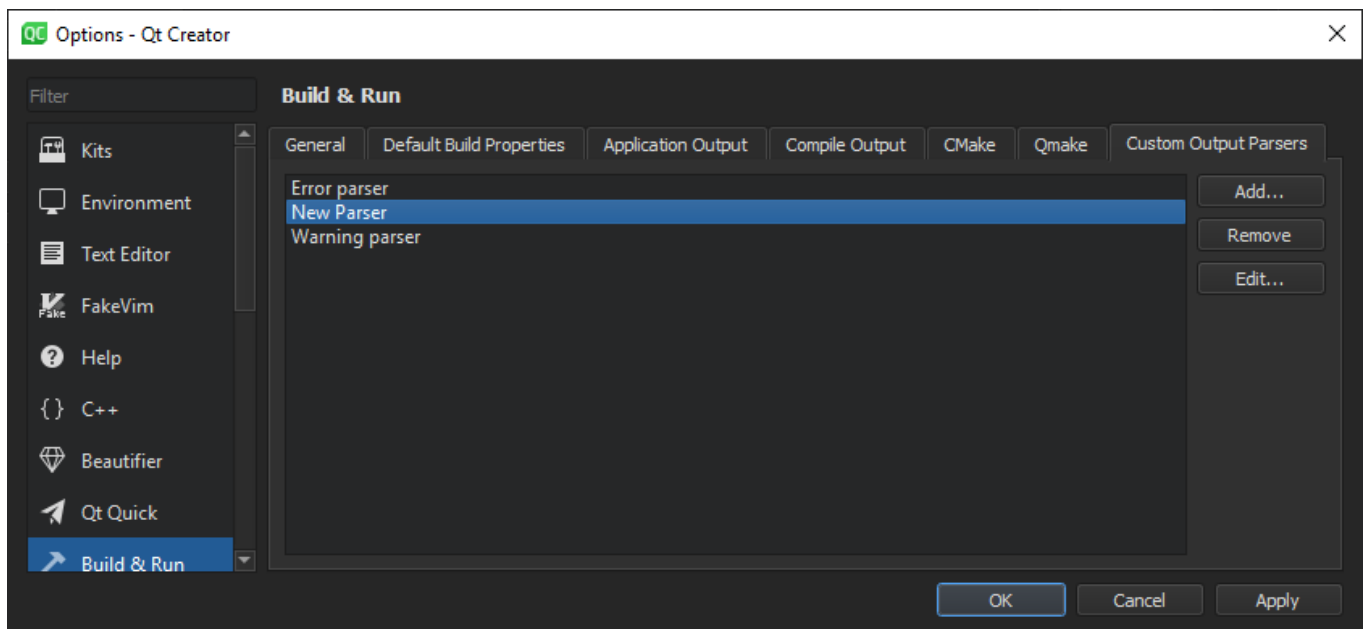 QC Options - Qt Creator
Filter
Build & Run
Kits
Environment
Text Editor
Fake FakeVim
? Help
{} C++
Beautifier
Qt Quick
Build & Run
General Default Build Properties Application Output Compile Output CMake Qmake Custom Output Parsers
Error parser
New Parser
Warning parser
Add...
Remove
Edit...
OK Cancel Apply